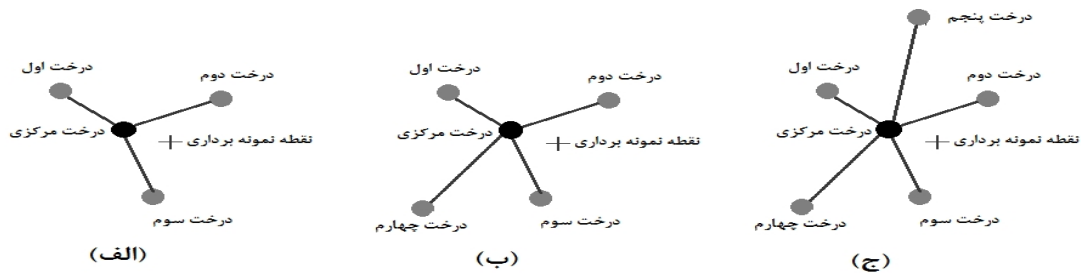 درخت اول
درخت دوم
درخت مرکزی
نقطه نمونه برداری
درخت سوم
(الف)
درخت اول
درخت دوم
درخت مرکزی
نقطه نمونه برداری
درخت سوم
درخت چهارم
(ب)
درخت پنجم
درخت اول
درخت دوم
درخت مرکزی
نقطه نمونه برداری
درخت سوم
درخت چهارم
(ج)